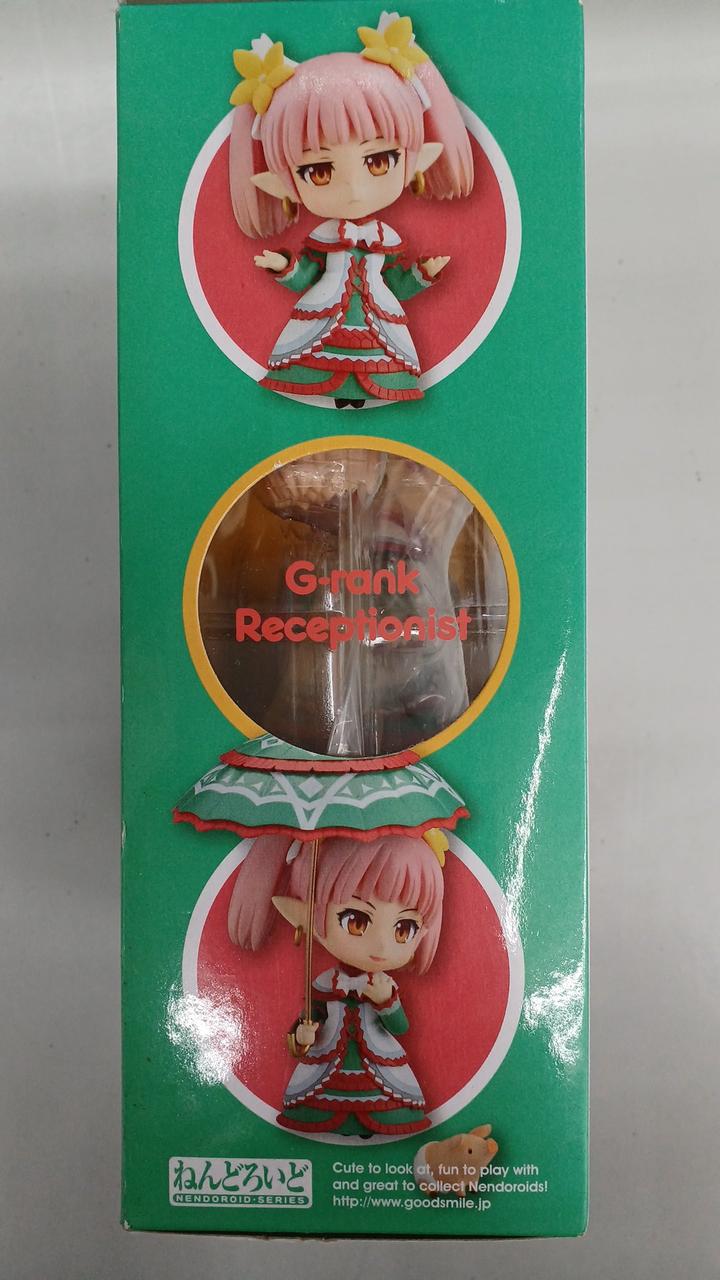 G-rank
Receptionist
ねんどろいど
NENDOROID·SERIES
Cute to look at, fun to play with
and great to collect Nendoroids!
http://www.goodsmile.jp